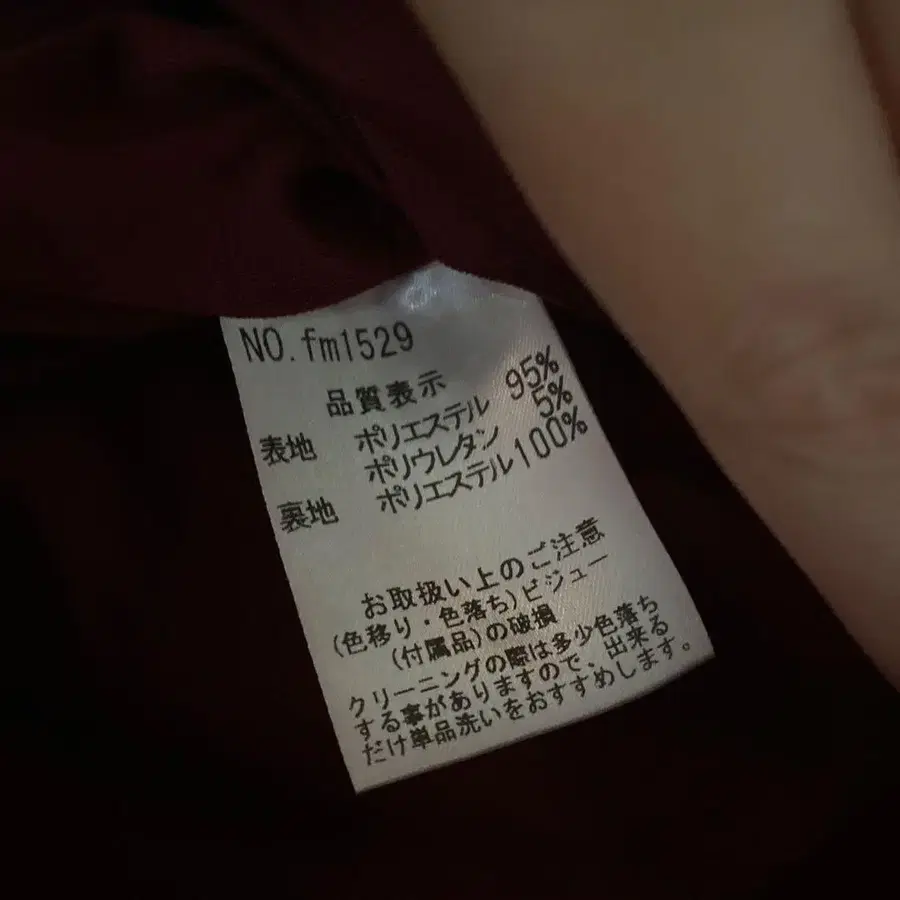 NO.fm1529
品質表示
表地 ポリエステル 95%
ポリウレタン 5%
裏地 ポリエステル100%
お取扱い上のご注意
(色移り・色落ち)ビジュー
(付属品)の破損
クリーニングの際は多少色落ち
する事がありますので、出来る
だけ単品洗いをおすすめします。